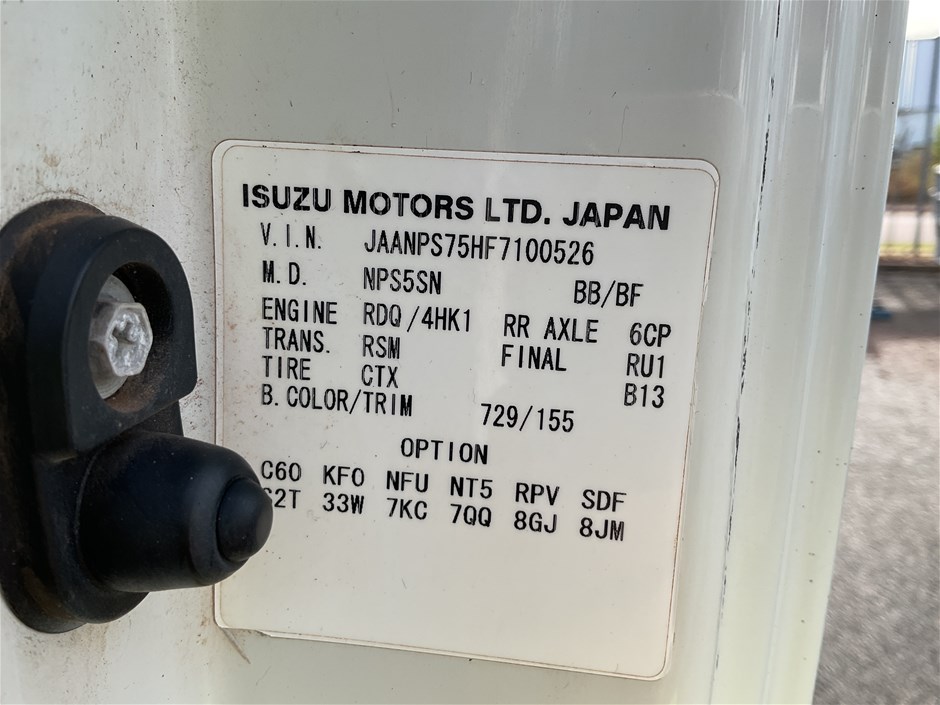 ISUZU MOTORS LTD. JAPAN
V.I.N. JAANPS75HF7100526
M.D. NPS5SN BB/BF
ENGINE RDQ/4HK1 RR AXLE 6CP
TRANS. RSM FINAL RU1
TIRE CTX B13
B.COLOR/TRIM 729/155
OPTION
C60 KFO NFU NT5 RPV SDF
33W 7KC 7QQ 8GJ 8JM